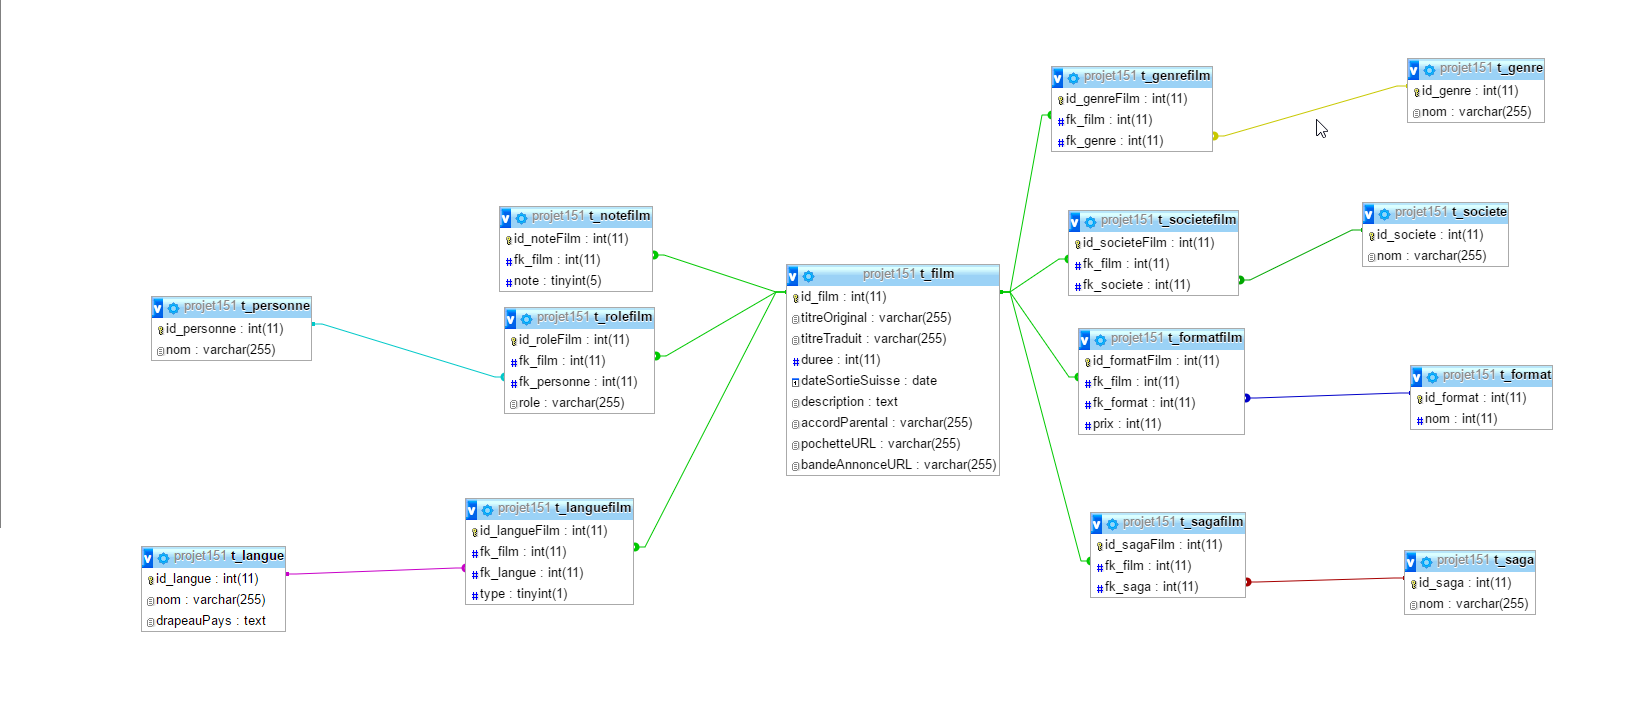 projet151 t_genrefilm
id_genreFilm : int(11)
fk_film : int(11)
fk_genre : int(11)
projet151 t_genre
id_genre : int(11)
nom : varchar(255)
projet151 t_notefilm
id_noteFilm : int(11)
fk_film : int(11)
note : tinyint(5)
projet151 t_societefilm
id_societeFilm : int(11)
fk_film : int(11)
fk_societe : int(11)
projet151 t_societe
id_societe : int(11)
nom : varchar(255)
projet151 t_personne
id_personne : int(11)
nom : varchar(255)
projet151 t_rolefilm
id_roleFilm : int(11)
fk_film : int(11)
fk_personne : int(11)
role : varchar(255)
projet151 t_film
id_film : int(11)
titreOriginal : varchar(255)
titreTraduit : varchar(255)
duree : int(11)
dateSortieSuisse : date
description : text
accordParental : varchar(255)
pochetteURL : varchar(255)
bandeAnnonceURL : varchar(255)
projet151 t_formatfilm
id_formatFilm : int(11)
fk_film : int(11)
fk_format : int(11)
prix : int(11)
projet151 t_format
id_format : int(11)
nom : int(11)
projet151 t_langue
id_langue : int(11)
nom : varchar(255)
drapeauPays : text
projet151 t_languefilm
id_langueFilm : int(11)
fk_film : int(11)
fk_langue : int(11)
type : tinyint(1)
projet151 t_sagafilm
id_sagaFilm : int(11)
fk_film : int(11)
fk_saga : int(11)
projet151 t_saga
id_saga : int(11)
nom : varchar(255)